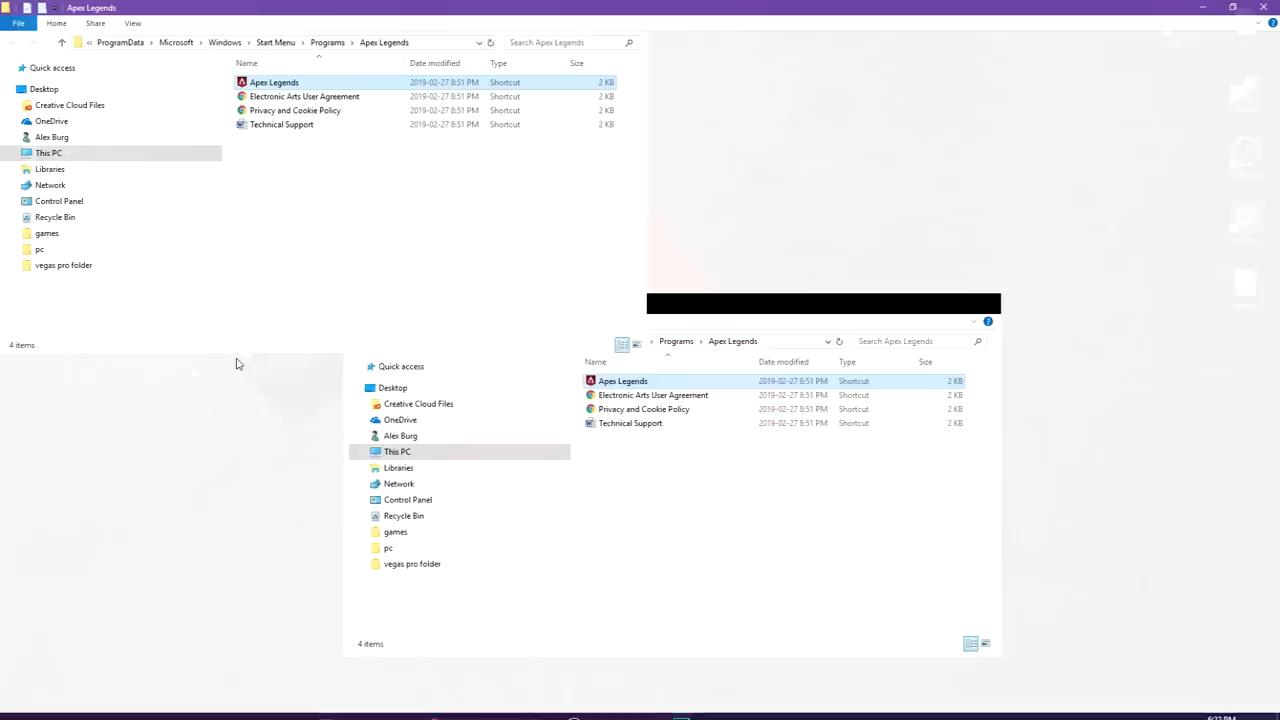 Apex Legends
File Home Share View
« ProgramData > Microsoft > Windows > Start Menu > Programs > Apex Legends
Search Apex Legends
Name Date modified Type Size
Quick access
Desktop
Creative Cloud Files
OneDrive
Alex Burg
This PC
Libraries
Network
Control Panel
Recycle Bin
games
pc
vegas pro folder
Apex Legends 2019-02-27 8:51 PM Shortcut 2 KB
Electronic Arts User Agreement 2019-02-27 8:51 PM Shortcut 2 KB
Privacy and Cookie Policy 2019-02-27 8:51 PM Shortcut 2 KB
Technical Support 2019-02-27 8:51 PM Shortcut 2 KB
4 items
> Programs > Apex Legends
Search Apex Legends
Name Date modified Type Size
Quick access
Desktop
Creative Cloud Files
OneDrive
Alex Burg
This PC
Libraries
Network
Control Panel
Recycle Bin
games
pc
vegas pro folder
Apex Legends 2019-02-27 8:51 PM Shortcut 2 KB
Electronic Arts User Agreement 2019-02-27 8:51 PM Shortcut 2 KB
Privacy and Cookie Policy 2019-02-27 8:51 PM Shortcut 2 KB
Technical Support 2019-02-27 8:51 PM Shortcut 2 KB
4 items